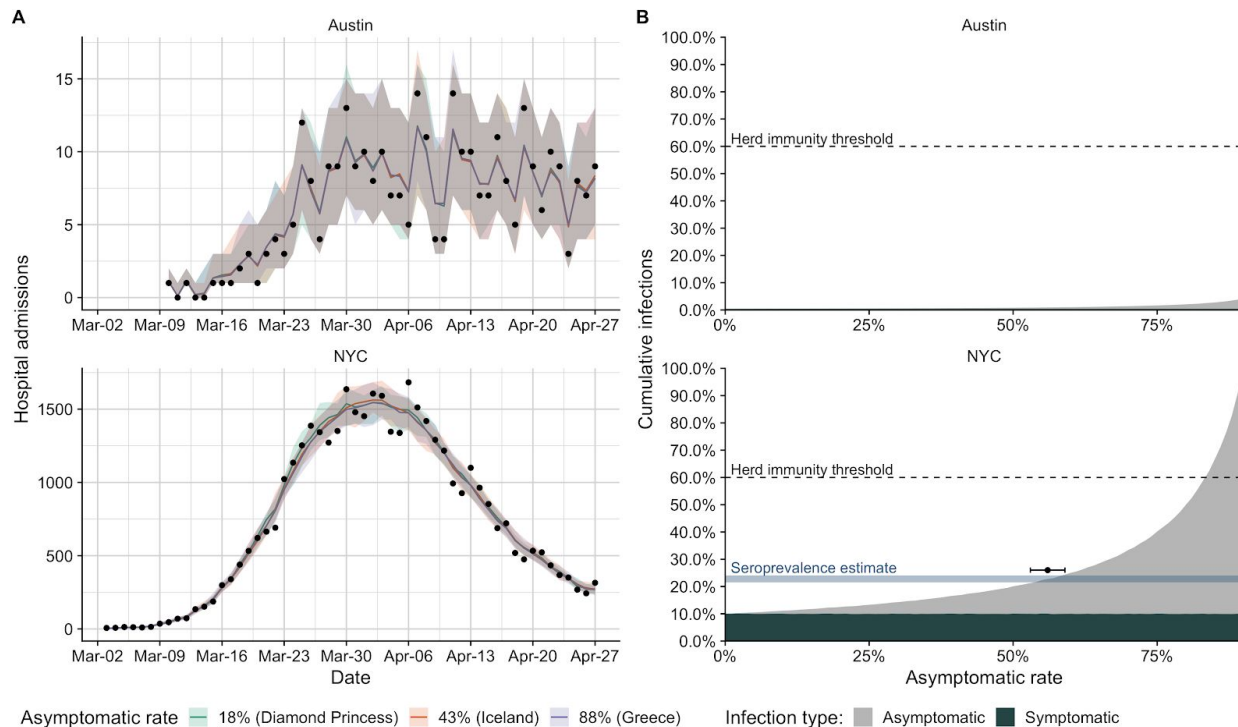 A
Austin
15
10
5
0
Mar-02 Mar-09 Mar-16 Mar-23 Mar-30 Apr-06 Apr-13 Apr-20 Apr-27
NYC
1500
1000
500
0
Mar-02 Mar-09 Mar-16 Mar-23 Mar-30 Apr-06 Apr-13 Apr-20 Apr-27
Hospital admissions
Date
B
Austin
100.0%
90.0%
80.0%
70.0%
Herd immunity threshold
60.0%
50.0%
40.0%
30.0%
20.0%
10.0%
0.0%
0% 25% 50% 75%
NYC
100.0%
90.0%
80.0%
70.0%
Herd immunity threshold
60.0%
50.0%
40.0%
30.0%
Seroprevalence estimate
20.0%
10.0%
0.0%
0% 25% 50% 75%
Cumulative infections
Asymptomatic rate
Asymptomatic rate 18% (Diamond Princess) 43% (Iceland) 88% (Greece)
Infection type: Asymptomatic Symptomatic